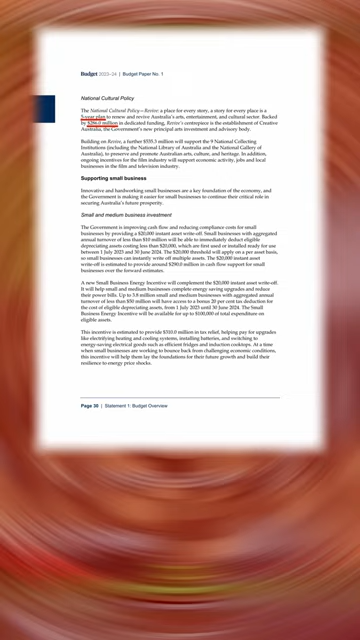 Budget 2023–24 | Budget Paper No. 1
National Cultural Policy
The National Cultural Policy—Revive: a place for every story, a story for every place is a
5-year plan to renew and revive Australia's arts, entertainment, and cultural sector. Backed
by $286.0 million in dedicated funding, Revive's centrepiece is the establishment of Creative
Australia, the Government's new principal arts investment and advisory body.
Building on Revive, a further $535.3 million will support the 9 National Collecting
Institutions (including the National Library of Australia and the National Gallery of
Australia), to preserve and promote Australian arts, culture, and heritage. In addition,
ongoing incentives for the film industry will support economic activity, jobs and local
businesses in the film and television industry.
Supporting small business
Innovative and hardworking small businesses are a key foundation of the economy, and
the Government is making it easier for small businesses to continue their critical role in
securing Australia's future prosperity.
Small and medium business investment
The Government is improving cash flow and reducing compliance costs for small
businesses by providing a $20,000 instant asset write-off. Small businesses with aggregated
annual turnover of less than $10 million will be able to immediately deduct eligible
depreciating assets costing less than $20,000, which are first used or installed ready for use
between 1 July 2023 and 30 June 2024. The $20,000 threshold will apply on a per asset basis,
so small businesses can instantly write off multiple assets. The $20,000 instant asset
write-off is estimated to provide around $290.0 million in cash flow support for small
businesses over the forward estimates.
A new Small Business Energy Incentive will complement the $20,000 instant asset write-off.
It will help small and medium businesses complete energy saving upgrades and reduce
their power bills. Up to 3.8 million small and medium businesses with aggregated annual
turnover of less than $50 million will have access to a bonus 20 per cent tax deduction for
the cost of eligible depreciating assets, from 1 July 2023 until 30 June 2024. The Small
Business Energy Incentive will be available for up to $100,000 of total expenditure on
eligible assets.
This incentive is estimated to provide $310.0 million in tax relief, helping pay for upgrades
like electrifying heating and cooling systems, installing batteries, and switching to
energy-saving electrical goods such as efficient fridges and induction cooktops. At a time
when small businesses are working to bounce back from challenging economic conditions,
this incentive will help them lay the foundations for their future growth and build their
resilience to energy price shocks.
Page 30 | Statement 1: Budget Overview